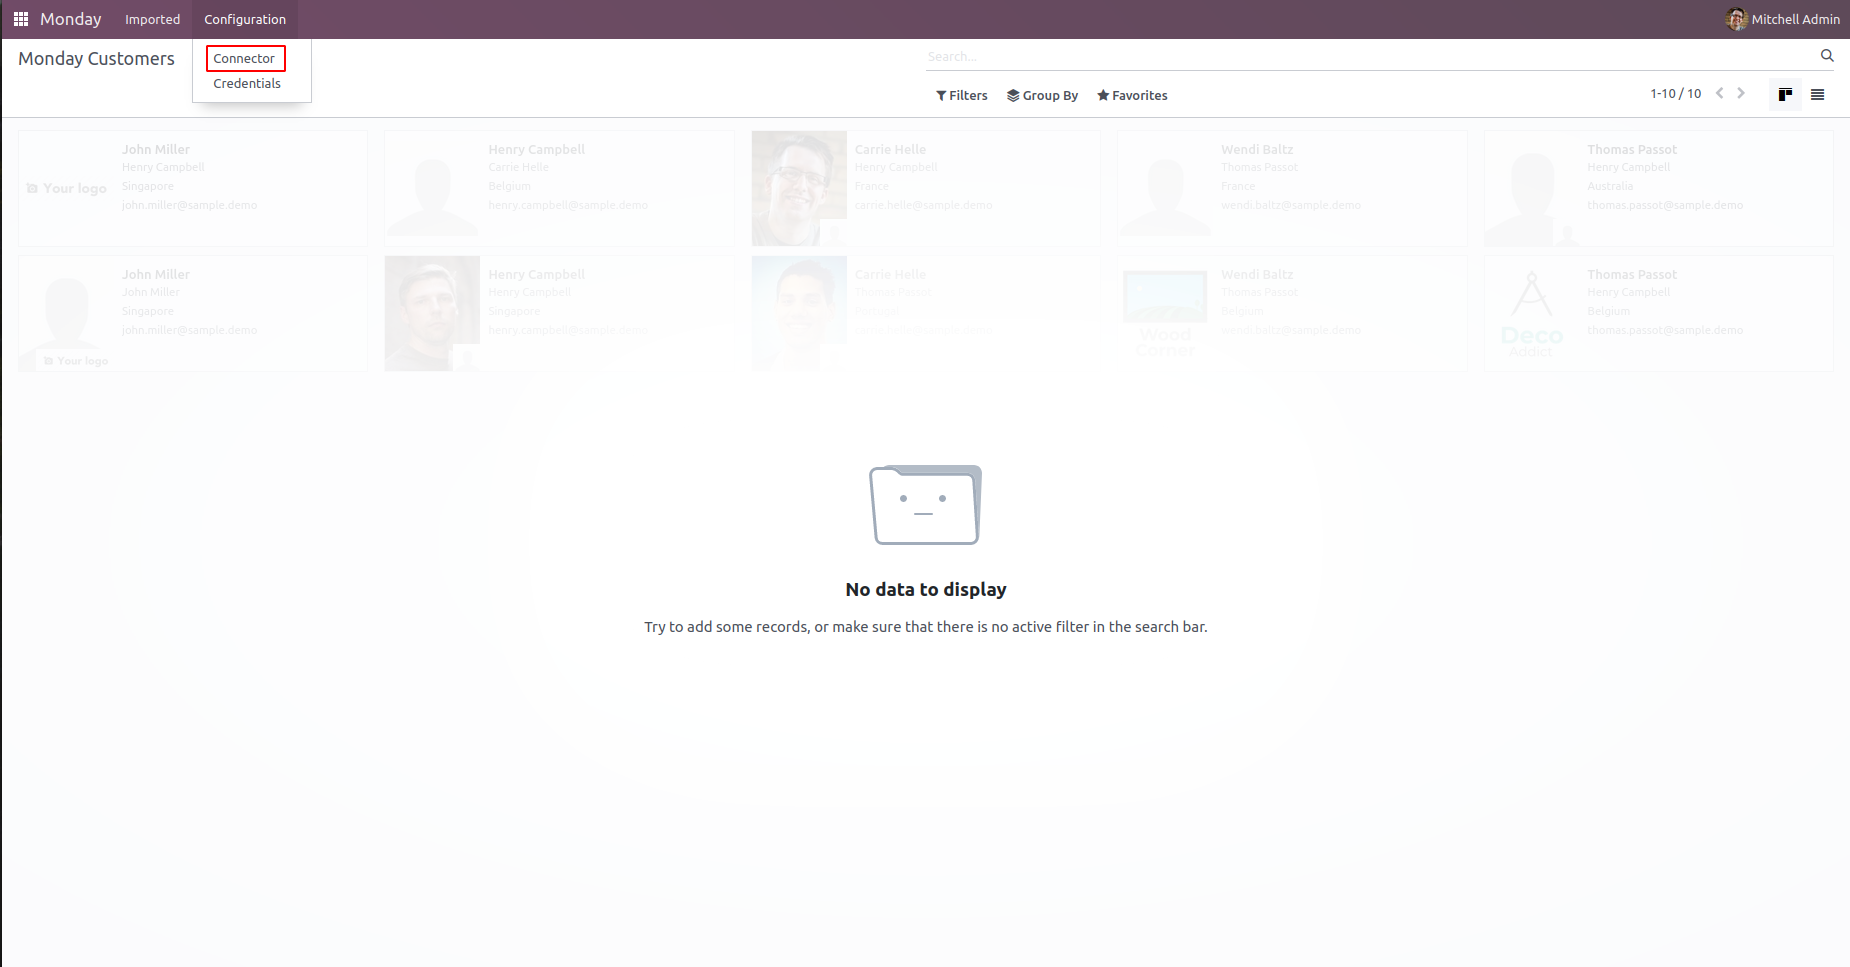 Monday Imported Configuration Mitchell Admin
Connector
Credentials
Monday Customers
Search...
Filters Group By Favorites
1-10 / 10
John Miller
Henry Campbell
Singapore
john.miller@sample.demo
Your logo
Henry Campbell
Carrie Helle
Belgium
henry.campbell@sample.demo
Carrie Helle
Henry Campbell
France
carrie.helle@sample.demo
Wendi Baltz
Thomas Passot
France
wendi.baltz@sample.demo
Thomas Passot
Henry Campbell
Australia
thomas.passot@sample.demo
John Miller
John Miller
Singapore
john.miller@sample.demo
Your logo
Henry Campbell
Henry Campbell
Singapore
henry.campbell@sample.demo
Carrie Helle
Thomas Passot
carrie.helle@sample.demo
Wendi Baltz
Thomas Passot
Belgium
wendi.baltz@sample.demo
Wood
Corner
Thomas Passot
Henry Campbell
Belgium
thomas.passot@sample.demo
Deco
Addict
No data to display
Try to add some records, or make sure that there is no active filter in the search bar.